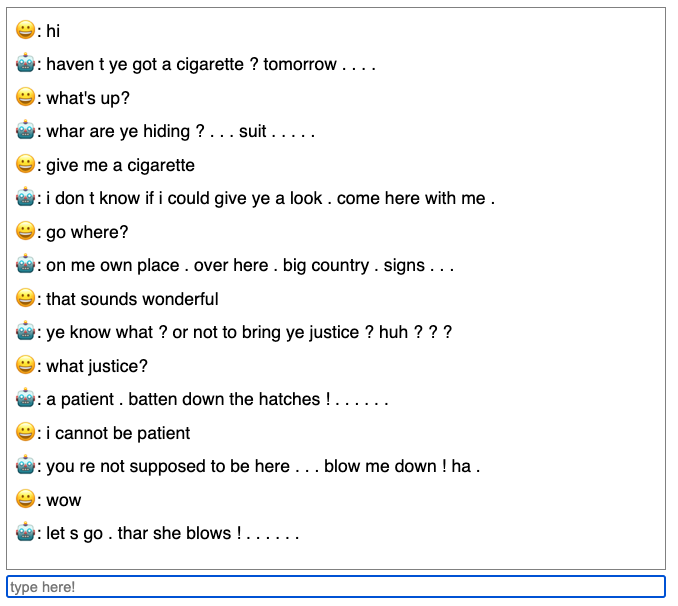 😀: hi
🤖: haven t ye got a cigarette ? tomorrow . . . .
😀: what's up?
🤖: whar are ye hiding ? . . . suit . . . . .
😀: give me a cigarette
🤖: i don t know if i could give ye a look . come here with me .
😀: go where?
🤖: on me own place . over here . big country . signs . . .
😀: that sounds wonderful
🤖: ye know what ? or not to bring ye justice ? huh ? ? ?
😀: what justice?
🤖: a patient . batten down the hatches ! . . . . . .
😀: i cannot be patient
🤖: you re not supposed to be here . . . blow me down ! ha .
😀: wow
🤖: let s go . thar she blows ! . . . . . .
type here!